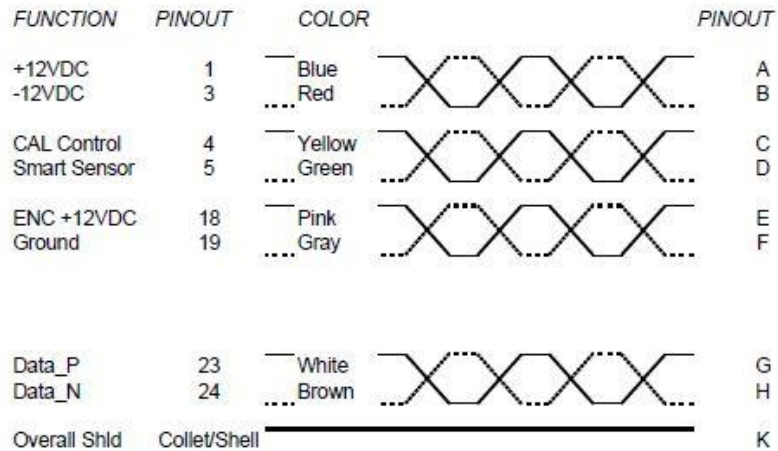 FUNCTION PINOUT COLOR PINOUT
+12VDC 1 Blue A
-12VDC 3 Red B
CAL Control 4 Yellow C
Smart Sensor 5 Green D
ENC +12VDC 18 Pink E
Ground 19 Gray F
Data_P 23 White G
Data_N 24 Brown H
Overall Shld Collet/Shell K